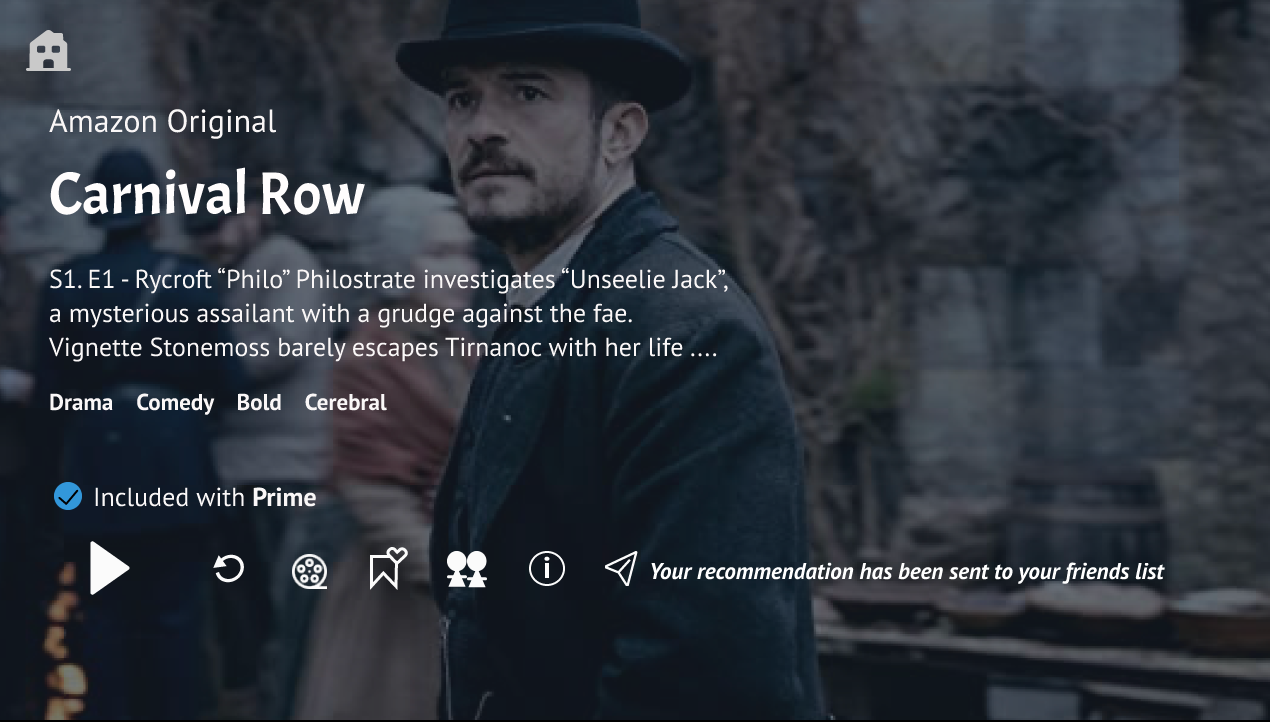 Amazon Original
Carnival Row
S1. E1 - Rycroft “Philo” Philostrate investigates “Unseelie Jack”,
a mysterious assailant with a grudge against the fae.
Vignette Stonemoss barely escapes Tirnanoc with her life ....
Drama Comedy Bold Cerebral
Included with Prime
Your recommendation has been sent to your friends list